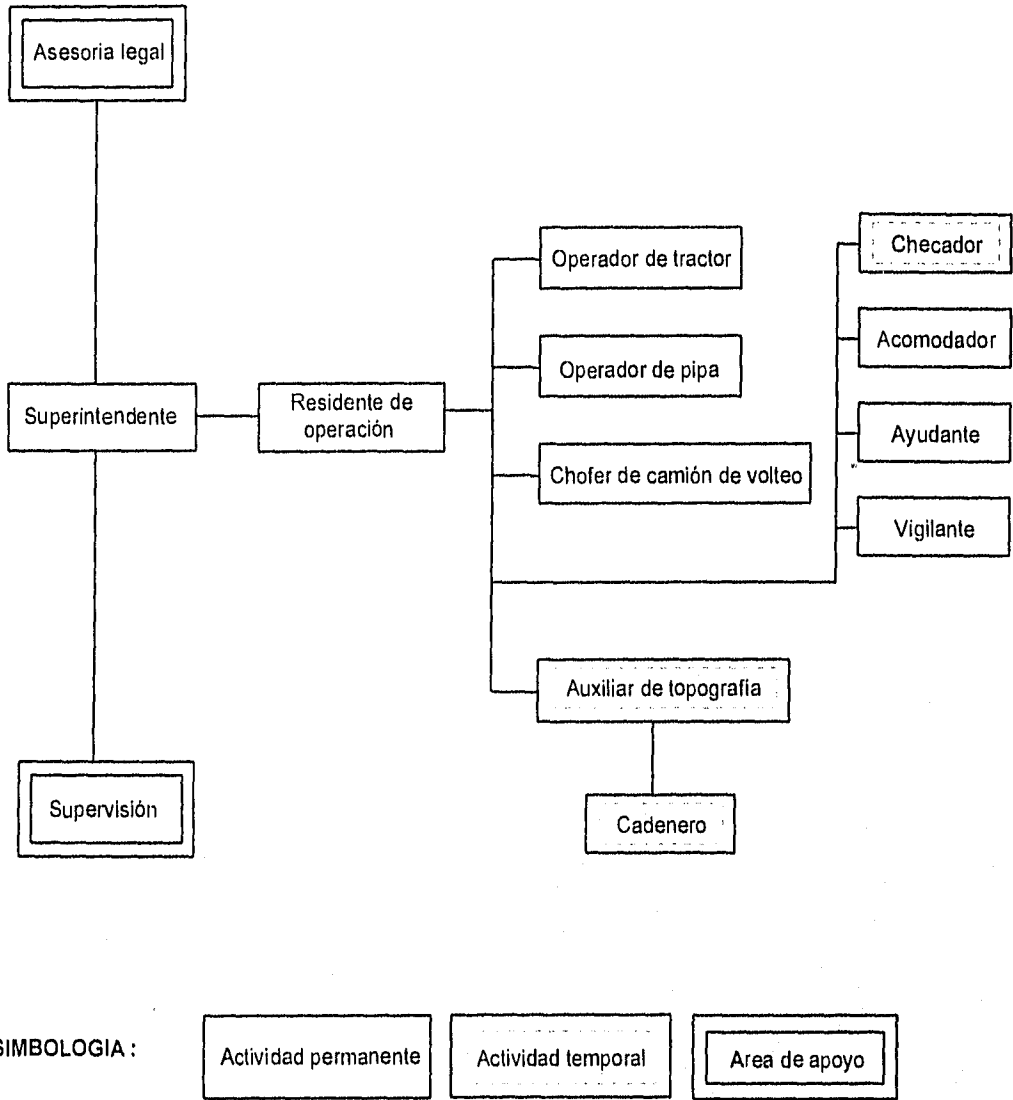 Asesoria legal
Checador
Operador de tractor
Acomodador
Operador de pipa
Superintendente
Residente de
operación
Ayudante
Chofer de camión de volteo
Vigilante
Auxiliar de topografia
Supervisión
Cadenero
SIMBOLOGIA :
Actividad permanente
Actividad temporal
Area de apoyo